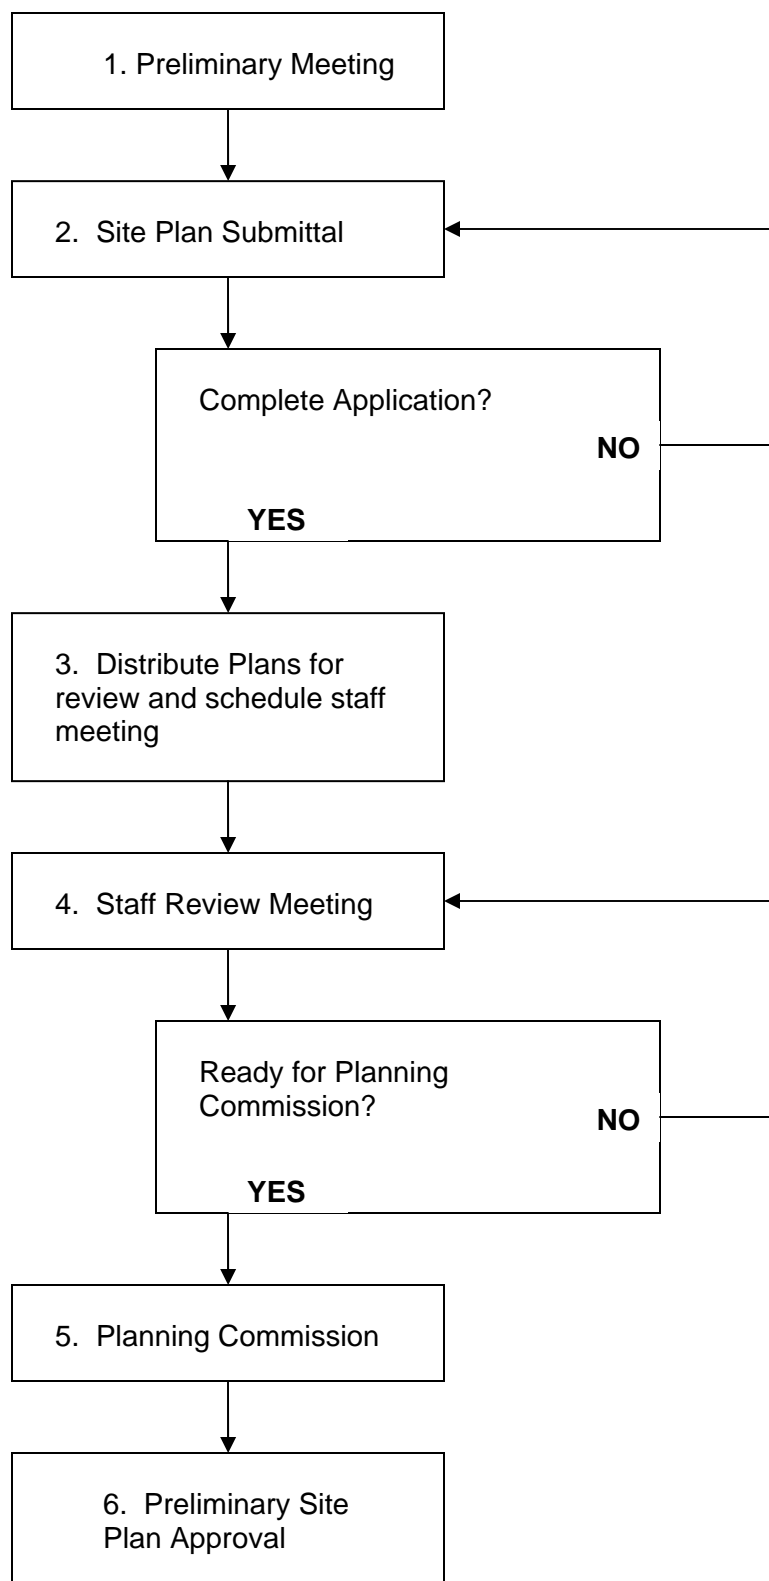 1. Preliminary Meeting
2. Site Plan Submittal
Complete Application?
NO
YES
3. Distribute Plans for
review and schedule staff
meeting
4. Staff Review Meeting
Ready for Planning
Commission?
NO
YES
5. Planning Commission
6. Preliminary Site
Plan Approval